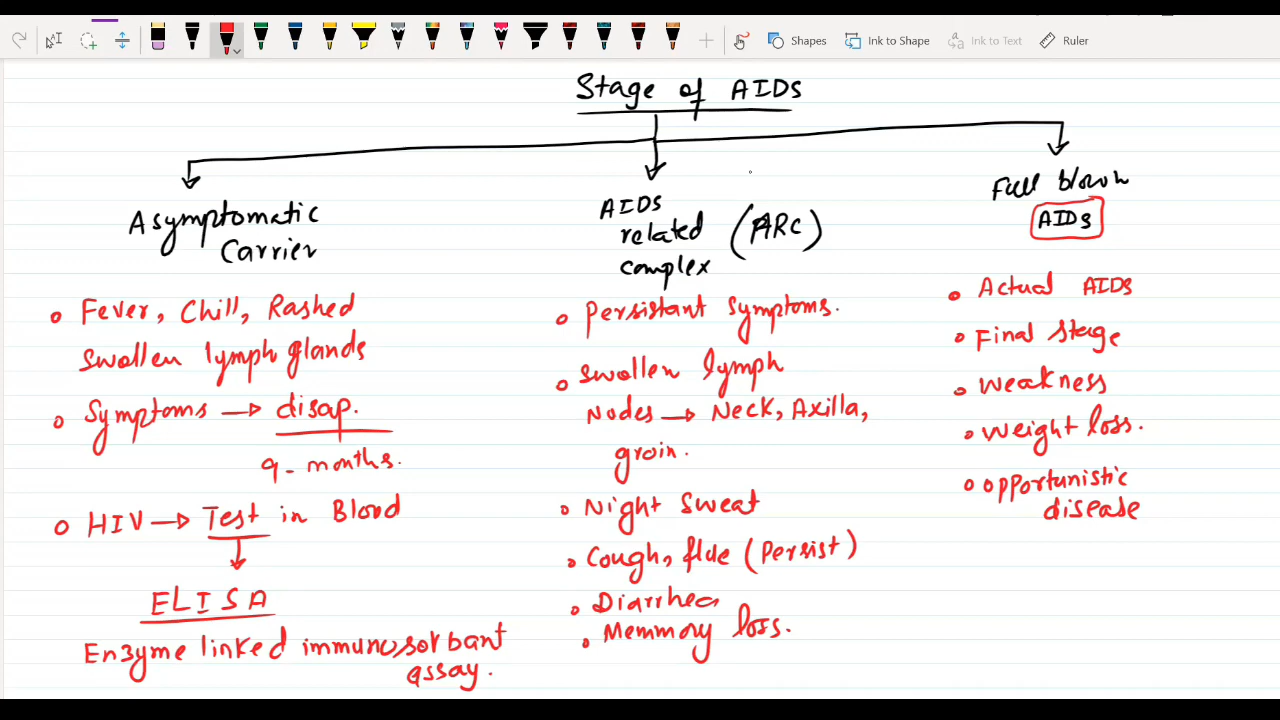 Shapes
Ink to Shape
Ink to Text
Ruler
Stage of AIDS
Asymptomatic
Carrier
Fever, Chill, Rashed
Swollen lymph glands
Symptoms → disap.
9- months.
HIV → Test in Blood
ELISA
Enzyme linked immunosorbant
assay.
AIDS
related (ARC)
complex
Persistant Symptoms.
Swollen lymph
Nodes → Neck, Axilla,
groin.
Night Sweat
Cough, flue (Persist)
Diarrhea
Memmory loss.
Full blown
AIDS
Actual AIDS
Final stage
Weakness
Weight loss.
opportunistic
disease